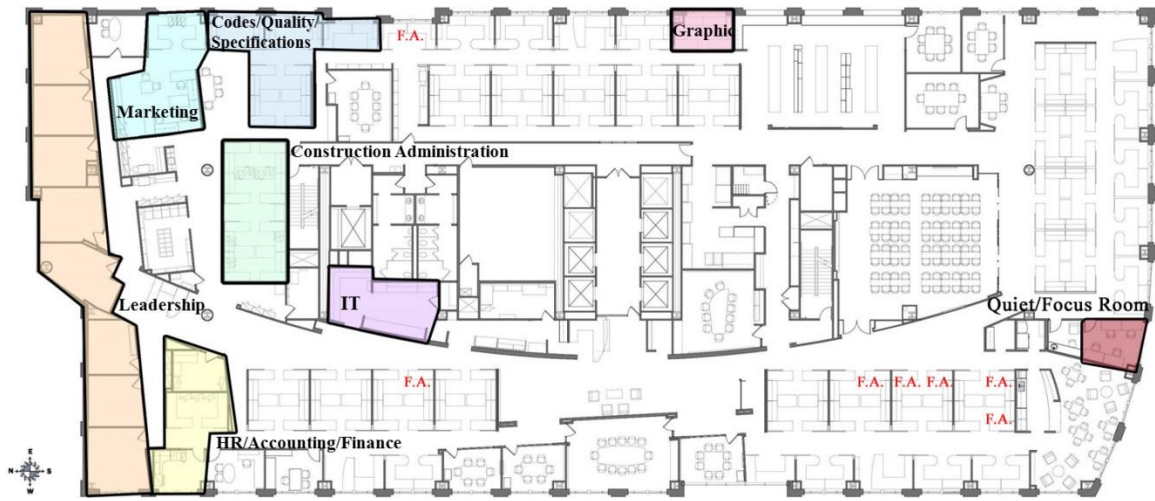 Codes/Quality/
Specifications
F.A.
Graphic
Marketing
Construction Administration
Leadership
IT
Quiet/Focus Room
F.A.
F.A.
F.A.
F.A.
F.A.
F.A.
HR/Accounting/Finance
E
N
S
W